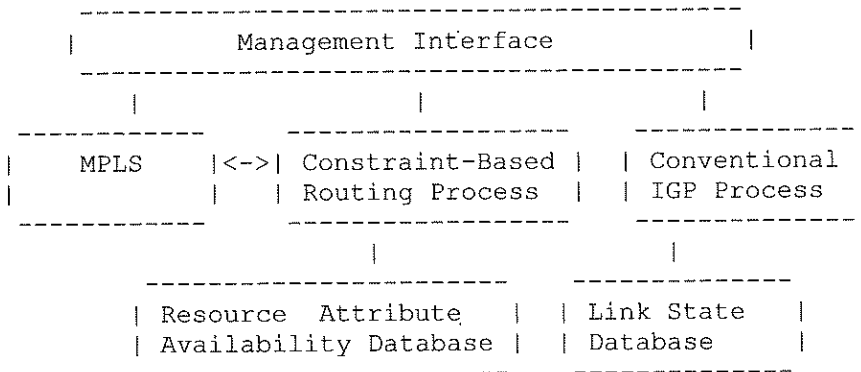 Management Interface
MPLS <-> Constraint-Based Conventional
Routing Process IGP Process
Resource Attribute Link State
Availability Database Database